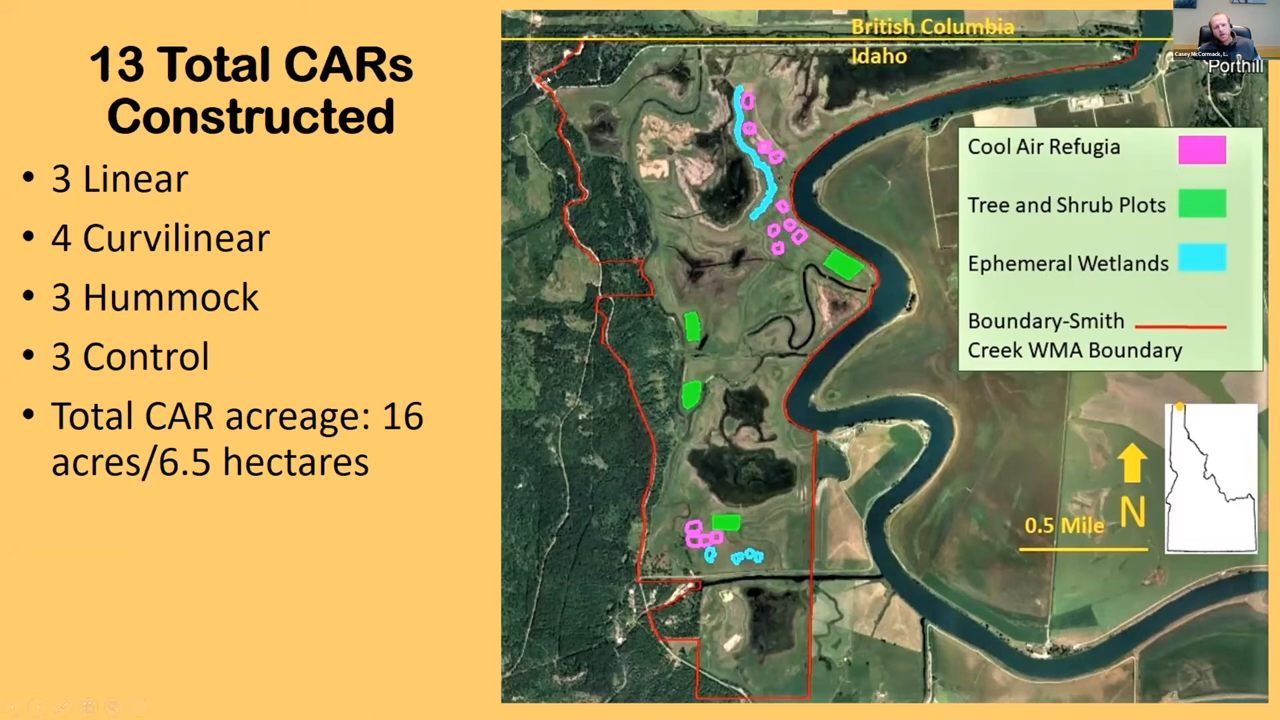 13 Total CARs
Constructed
• 3 Linear
• 4 Curvilinear
• 3 Hummock
• 3 Control
• Total CAR acreage: 16
acres/6.5 hectares
British Columbia
Idaho
Porthill
Cool Air Refugia
Tree and Shrub Plots
Ephemeral Wetlands
Boundary-Smith
Creek WMA Boundary
0.5 Mile
N
Casey McCormack, I...